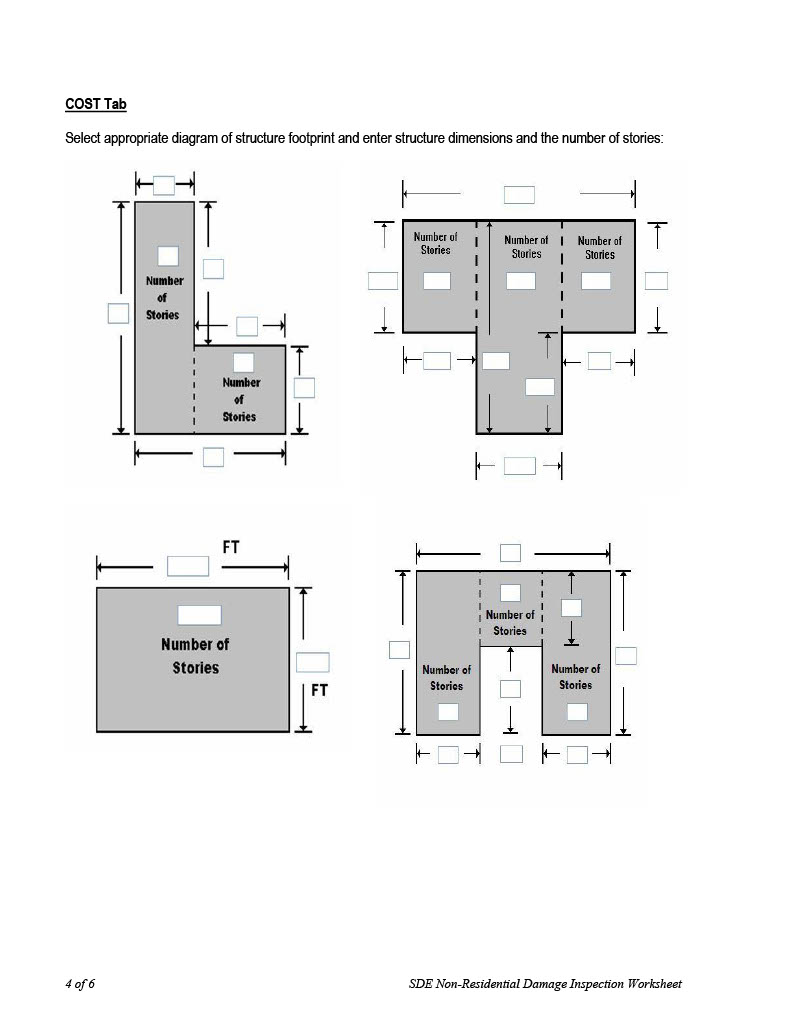 COST Tab
Select appropriate diagram of structure footprint and enter structure dimensions and the number of stories:
Number
of
Stories
Number
of
Stories
Number of
Stories
Number of
Stories
Number of
Stories
FT
Number of
Stories
FT
Number of
Stories
Number of
Stories
Number of
Stories
4 of 6
SDE Non-Residential Damage Inspection Worksheet